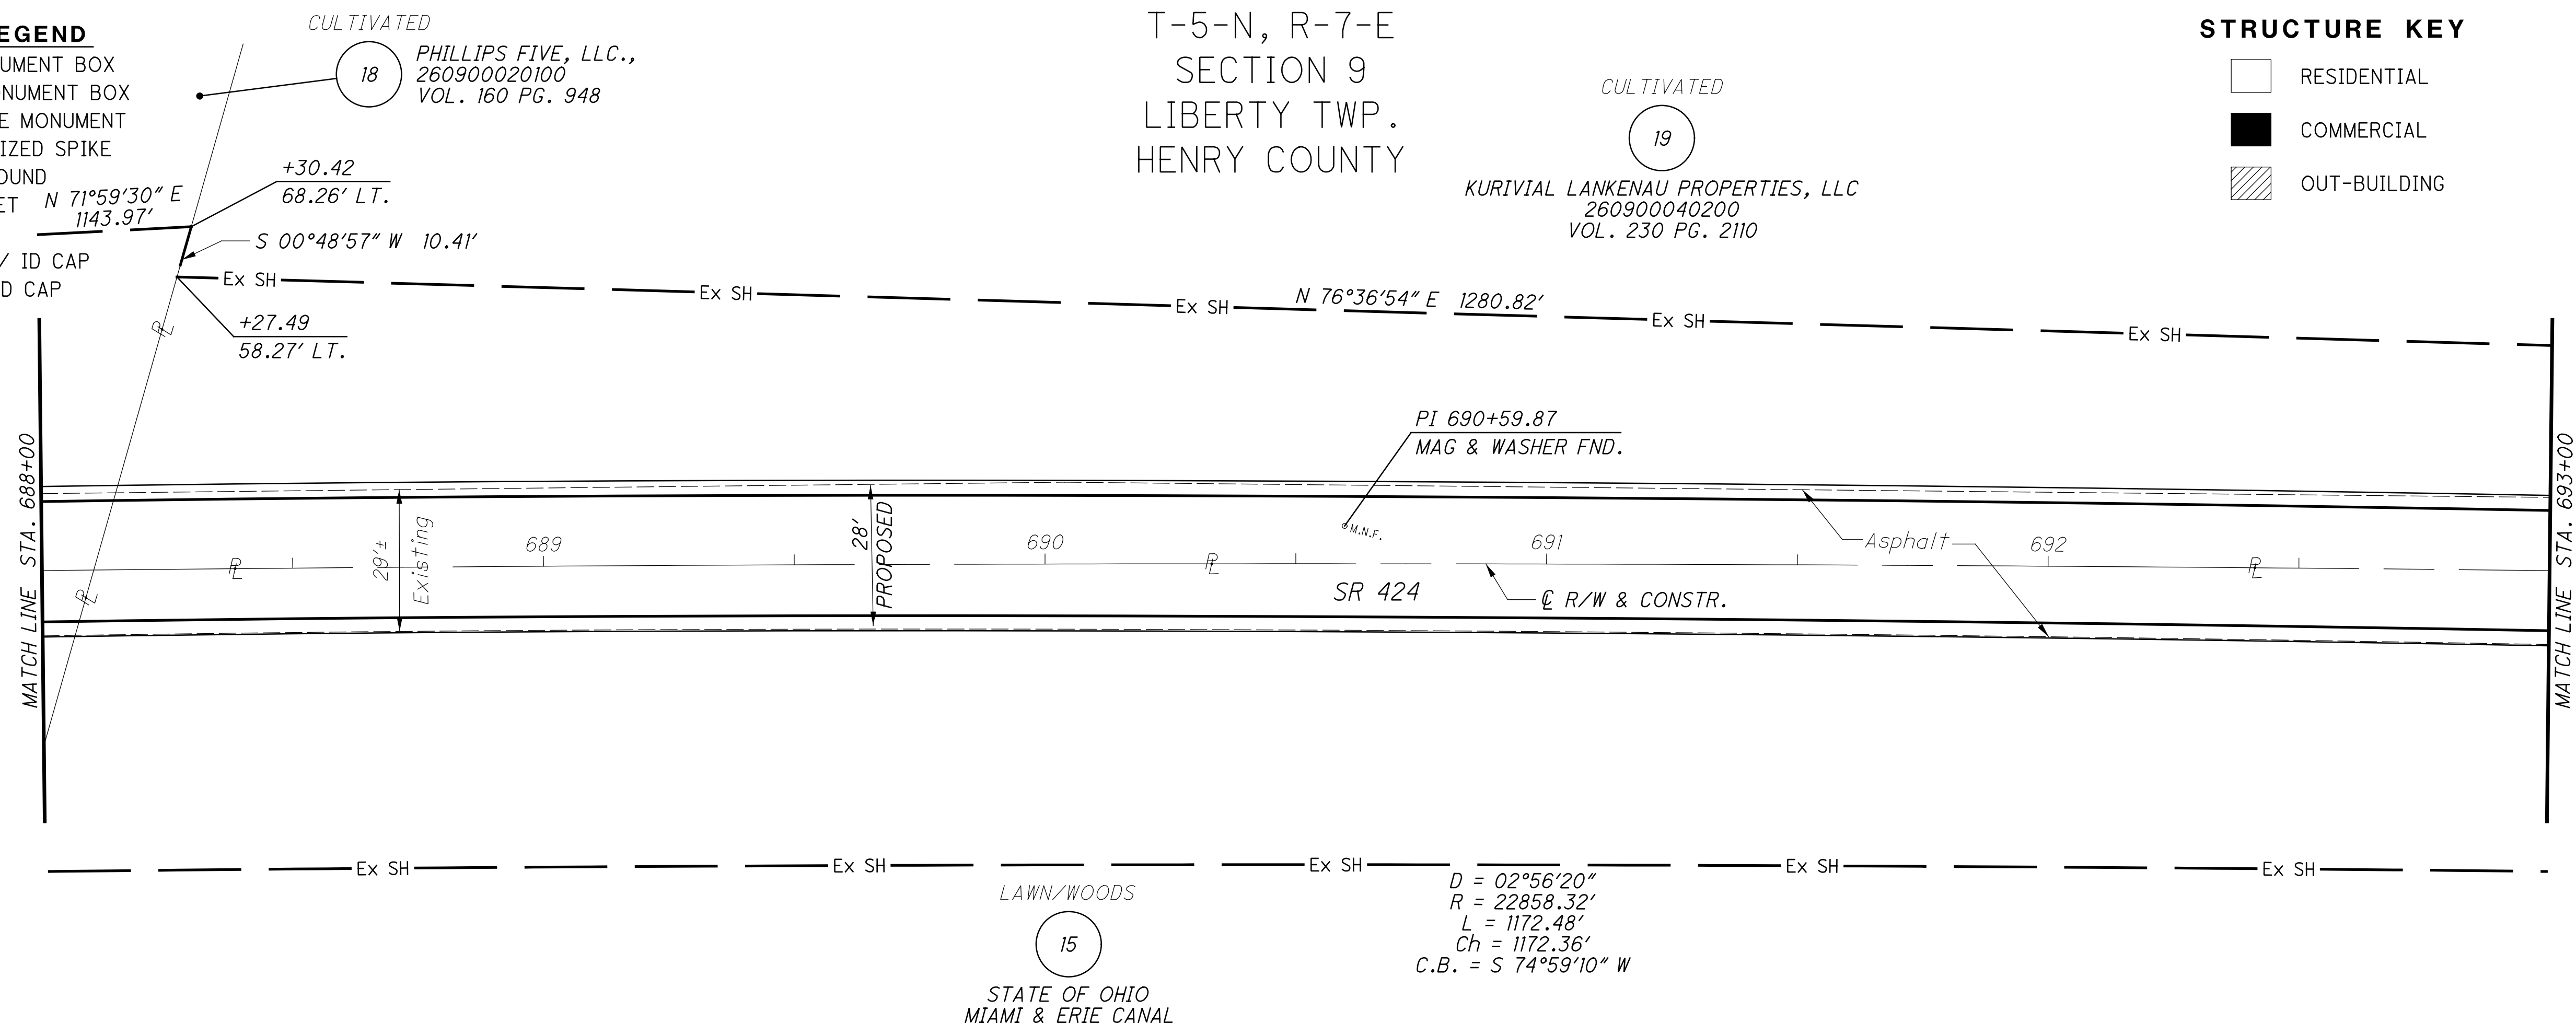 EGEND
UMENT BOX
NUMENT BOX
E MONUMENT
IZED SPIKE
OUND
ET
/ ID CAP
D CAP
CULTIVATED
18
PHILLIPS FIVE, LLC.,
260900020100
VOL. 160 PG. 948
N 71°59'30" E
1143.97'
+30.42
68.26' LT.
S 00°48'57" W 10.41'
+27.49
58.27' LT.
T-5-N, R-7-E
SECTION 9
LIBERTY TWP.
HENRY COUNTY
CULTIVATED
19
KURIVIAL LANKENAU PROPERTIES, LLC
260900040200
VOL. 230 PG. 2110
STRUCTURE KEY
RESIDENTIAL
COMMERCIAL
OUT-BUILDING
Ex SH
Ex SH
Ex SH
N 76°36'54" E 1280.82'
Ex SH
Ex SH
PL
MATCH LINE STA. 688+00
PI 690+59.87
MAG & WASHER FND.
M.N.F.
29'±
Existing
28'
PROPOSED
689
690
691
692
PL
PL
PL
PL
Asphalt
SR 424
CL R/W & CONSTR.
MATCH LINE STA. 693+00
Ex SH
Ex SH
Ex SH
Ex SH
Ex SH
LAWN/WOODS
15
STATE OF OHIO
MIAMI & ERIE CANAL
D = 02°56'20"
R = 22858.32'
L = 1172.48'
Ch = 1172.36'
C.B. = S 74°59'10" W